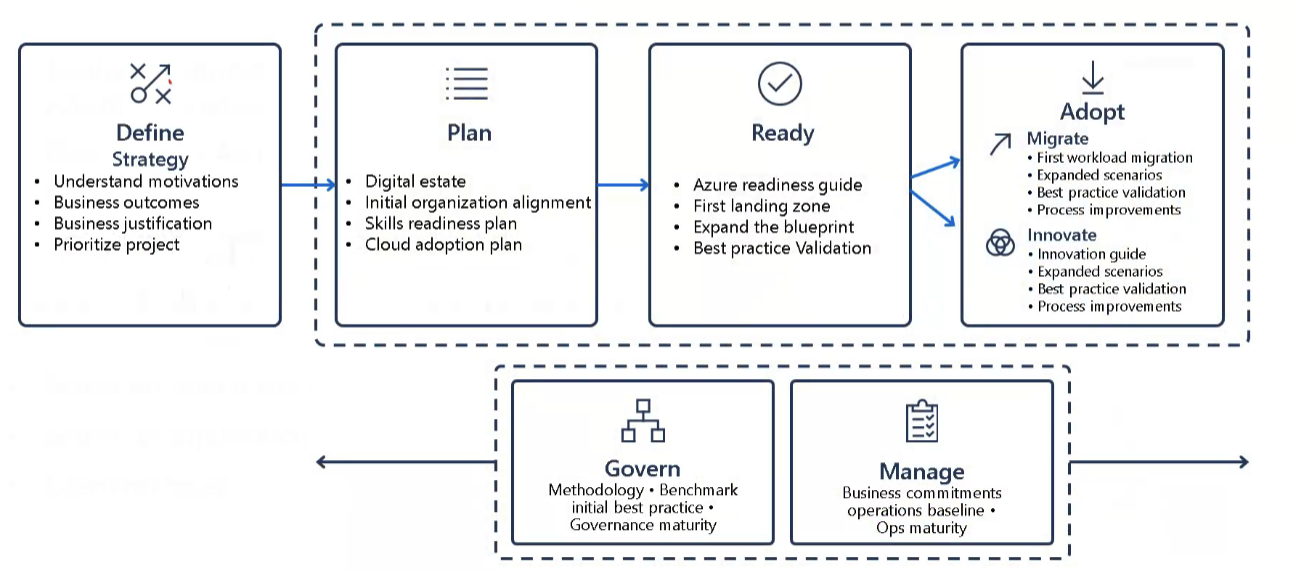 Define
Strategy
• Understand motivations
• Business outcomes
• Business justification
• Prioritize project
Plan
• Digital estate
• Initial organization alignment
• Skills readiness plan
• Cloud adoption plan
Ready
• Azure readiness guide
• First landing zone
• Expand the blueprint
• Best practice Validation
Adopt
Migrate
• First workload migration
• Expanded scenarios
• Best practice validation
• Process improvements
Innovate
• Innovation guide
• Expanded scenarios
• Best practice validation
• Process improvements
Govern
Methodology • Benchmark
initial best practice •
Governance maturity
Manage
Business commitments
operations baseline •
Ops maturity